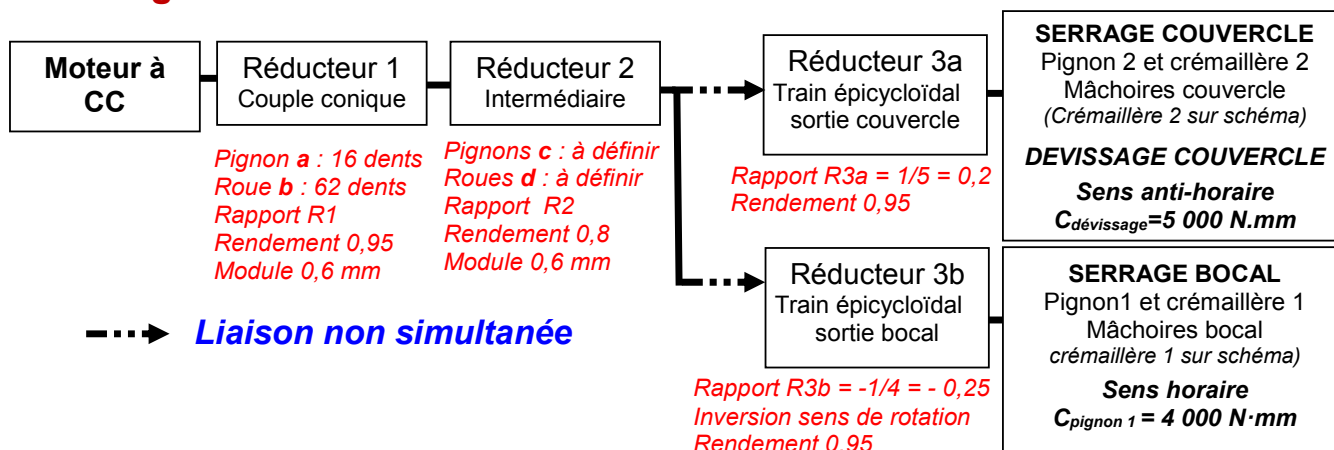 Moteur à
CC
Réducteur 1
Couple conique
Pignon a : 16 dents
Roue b : 62 dents
Rapport R1
Rendement 0,95
Module 0,6 mm
Réducteur 2
Intermédiaire
Pignons c : à définir
Roues d : à définir
Rapport R2
Rendement 0,8
Module 0,6 mm
Réducteur 3a
Train épicycloïdal
sortie couvercle
Rapport R3a = 1/5 = 0,2
Rendement 0,95
SERRAGE COUVERCLE
Pignon 2 et crémaillère 2
Mâchoires couvercle
(Crémaillère 2 sur schéma)
DEVISSAGE COUVERCLE
Sens anti-horaire
Cdévissage=5 000 N.mm
Réducteur 3b
Train épicycloïdal
sortie bocal
Rapport R3b = -1/4 = - 0,25
Inversion sens de rotation
Rendement 0,95
SERRAGE BOCAL
Pignon1 et crémaillère 1
Mâchoires bocal
crémaillère 1 sur schéma)
Sens horaire
Cpignon 1 = 4 000 N·mm
Liaison non simultanée